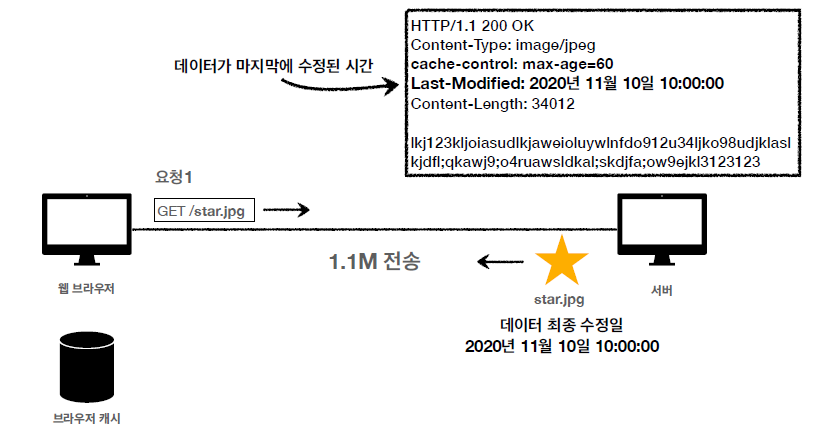 HTTP/1.1 200 OK
Content-Type: image/jpeg
cache-control: max-age=60
Last-Modified: 2020년 11월 10일 10:00:00
Content-Length: 34012
lkj123kljoiasudlkjaweioluywlnfdo912u34ljko98udjklasl
kjdfl;qkawj9;o4ruawsldkal;skdjfa;ow9ejkl3123123
데이터가 마지막에 수정된 시간
요청1
GET /star.jpg
1.1M 전송
웹 브라우저
star.jpg
서버
데이터 최종 수정일
2020년 11월 10일 10:00:00
브라우저 캐시